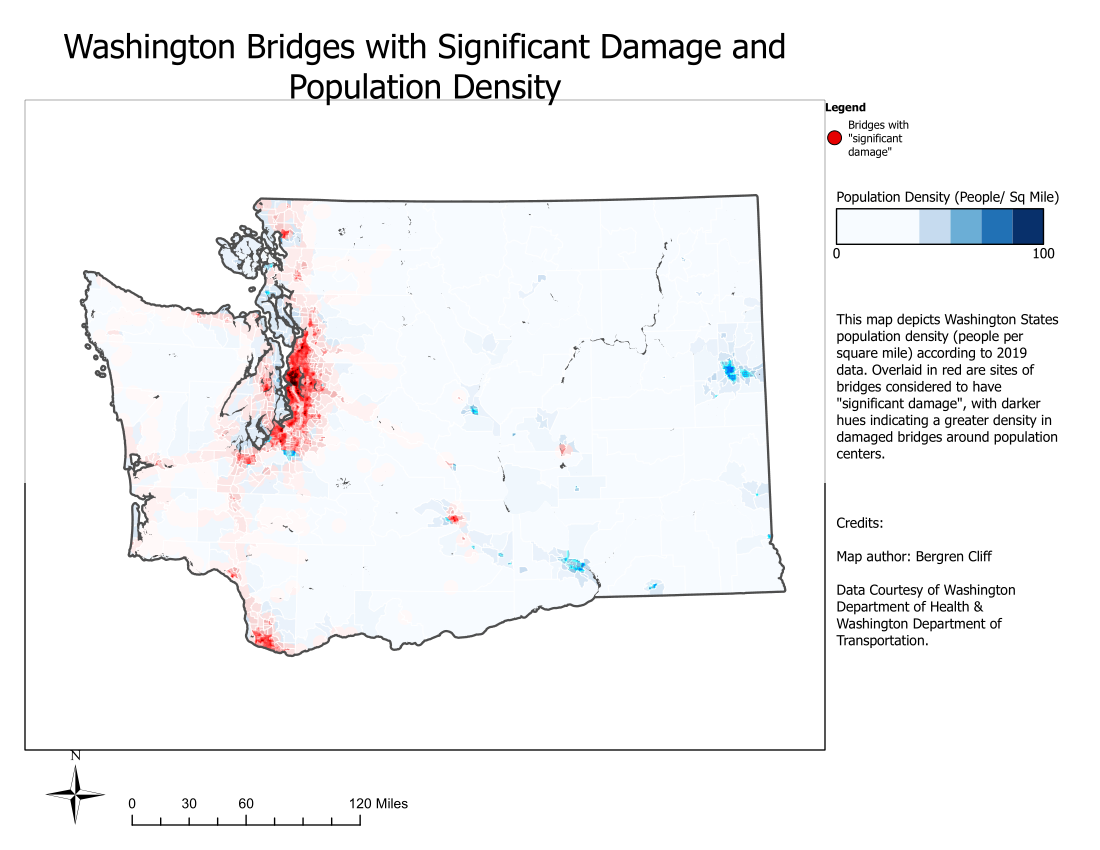 Washington Bridges with Significant Damage and
Population Density
Legend
Bridges with
"significant
damage"
Population Density (People/ Sq Mile)
0 100
This map depicts Washington States
population density (people per
square mile) according to 2019
data. Overlaid in red are sites of
bridges considered to have
"significant damage", with darker
hues indicating a greater density in
damaged bridges around population
centers.
Credits:
Map author: Bergren Cliff
Data Courtesy of Washington
Department of Health &
Washington Department of
Transportation.
N
0 30 60 120 Miles